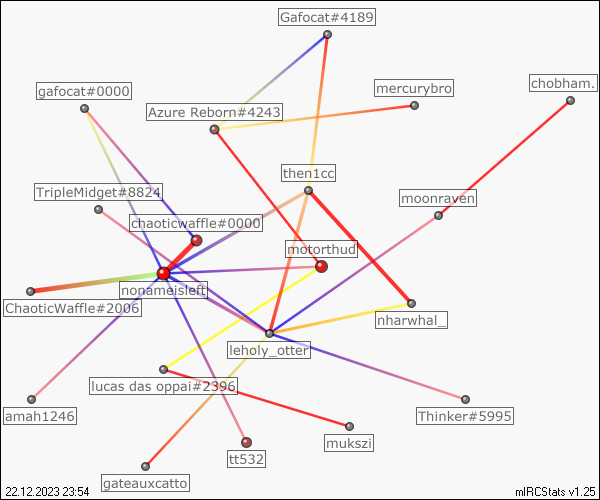 Gafocat#4189
chobham.
mercurybro
gafocat#0000
Azure Reborn#4243
then1cc
TripleMidget#8824
moonraven
chaoticwaffle#0000
motorthud
nonameisleft
ChaoticWaffle#2006
nharwhal_
leholy_otter
lucas das oppai#2396
amah1246
Thinker#5995
mukszi
tt532
gateauxcatto
22.12.2023 23:54
mIRCStats v1.25